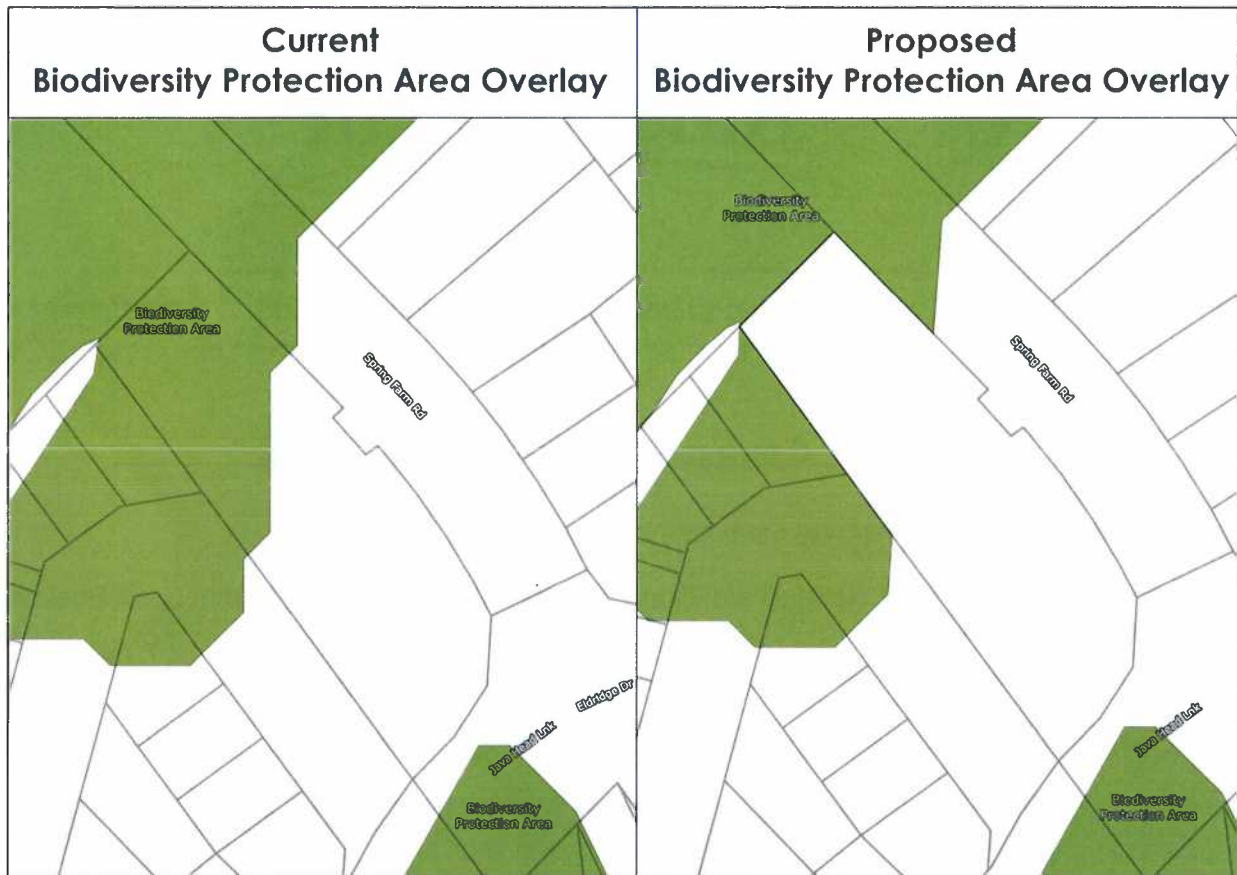 Current
Biodiversity Protection Area Overlay
Biodiversity
Protection Area
Spring Farm Rd
Eldridge Dr
Java Head Lnk
Biodiversity
Protection Area
Proposed
Biodiversity Protection Area Overlay
Biodiversity
Protection Area
Spring Farm Rd
Java Head Lnk
Biodiversity
Protection Area